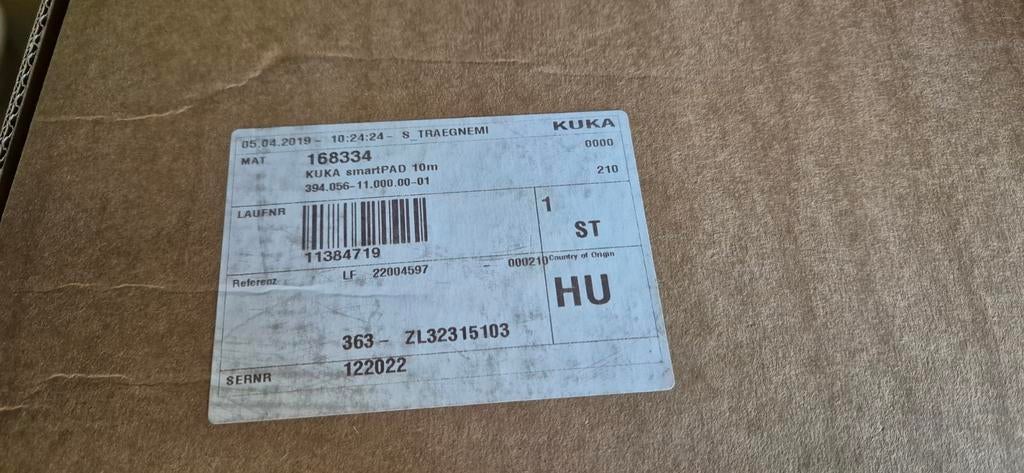 05.04.2019 - 10:24:24 - S_TRAEGNEMI KUKA
MAT 168334 0000
KUKA smartPAD 10m 210
394.056-11.000.00-01
LAUFNR 1
ST
11384719
Referenz LF 22004597 - 000210 Country of Origin
HU
363- ZL32315103
SERNR 122022